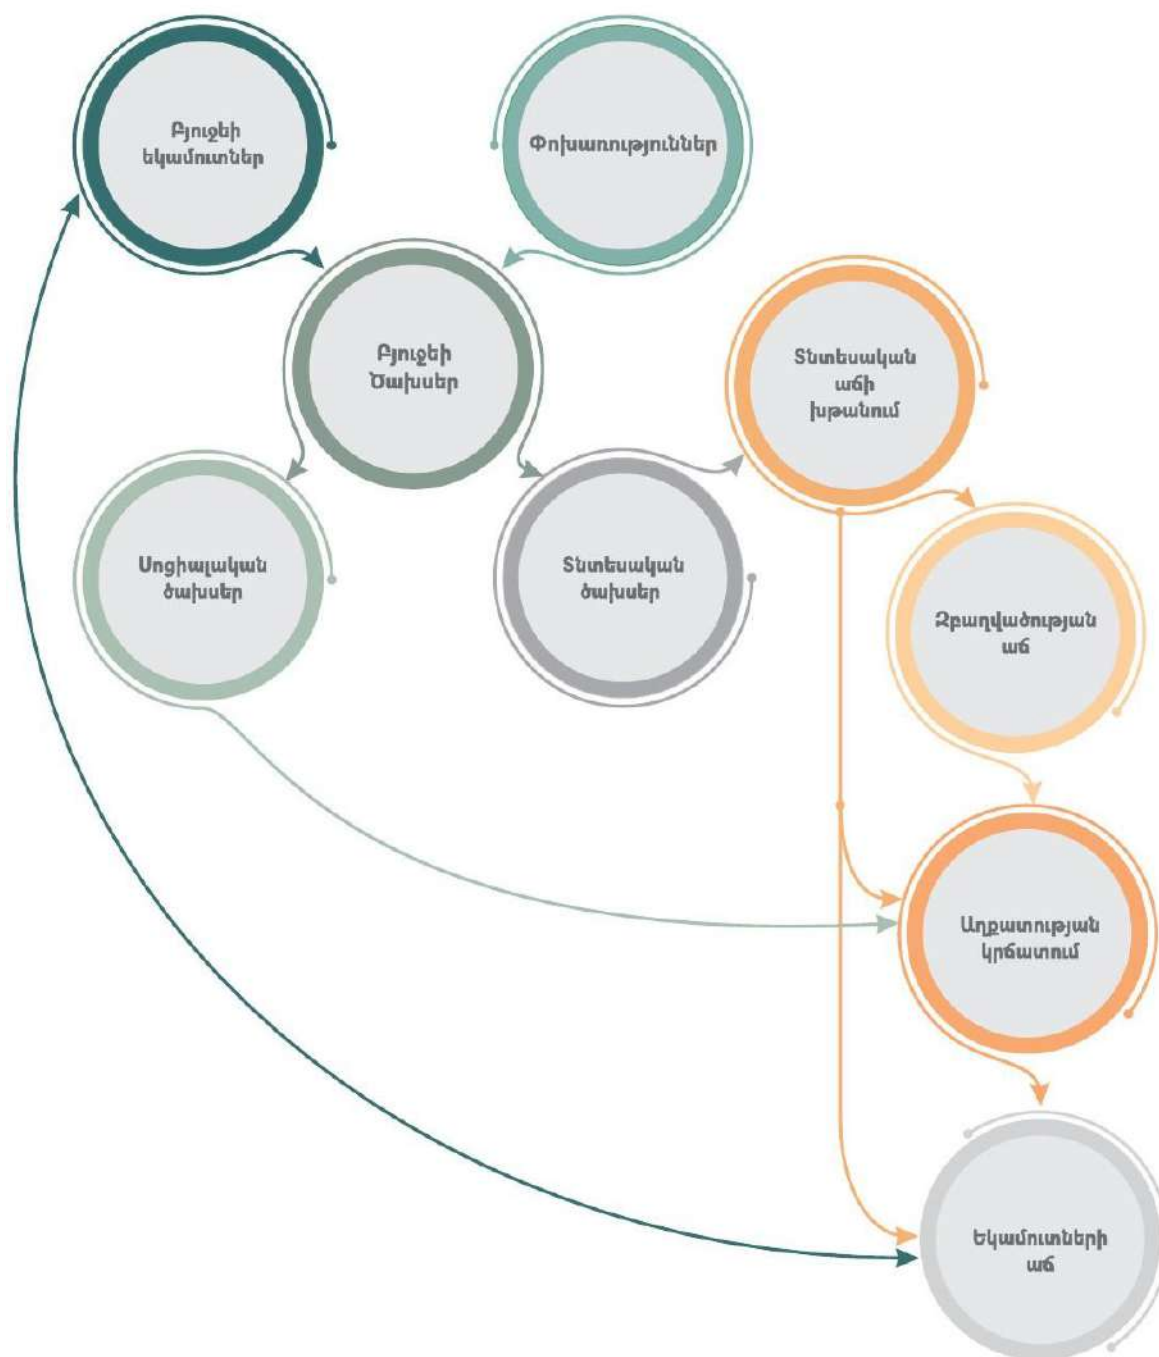 Բյուջեի
եկամուտներ
Փոխառություններ
Բյուջեի
Ծախսեր
Տնտեսական
աճի
խթանում
Սոցիալական
ծախսեր
Տնտեսական
ծախսեր
Զբաղվածության
աճ
Աղքատության
կրճատում
Եկամուտների
աճ